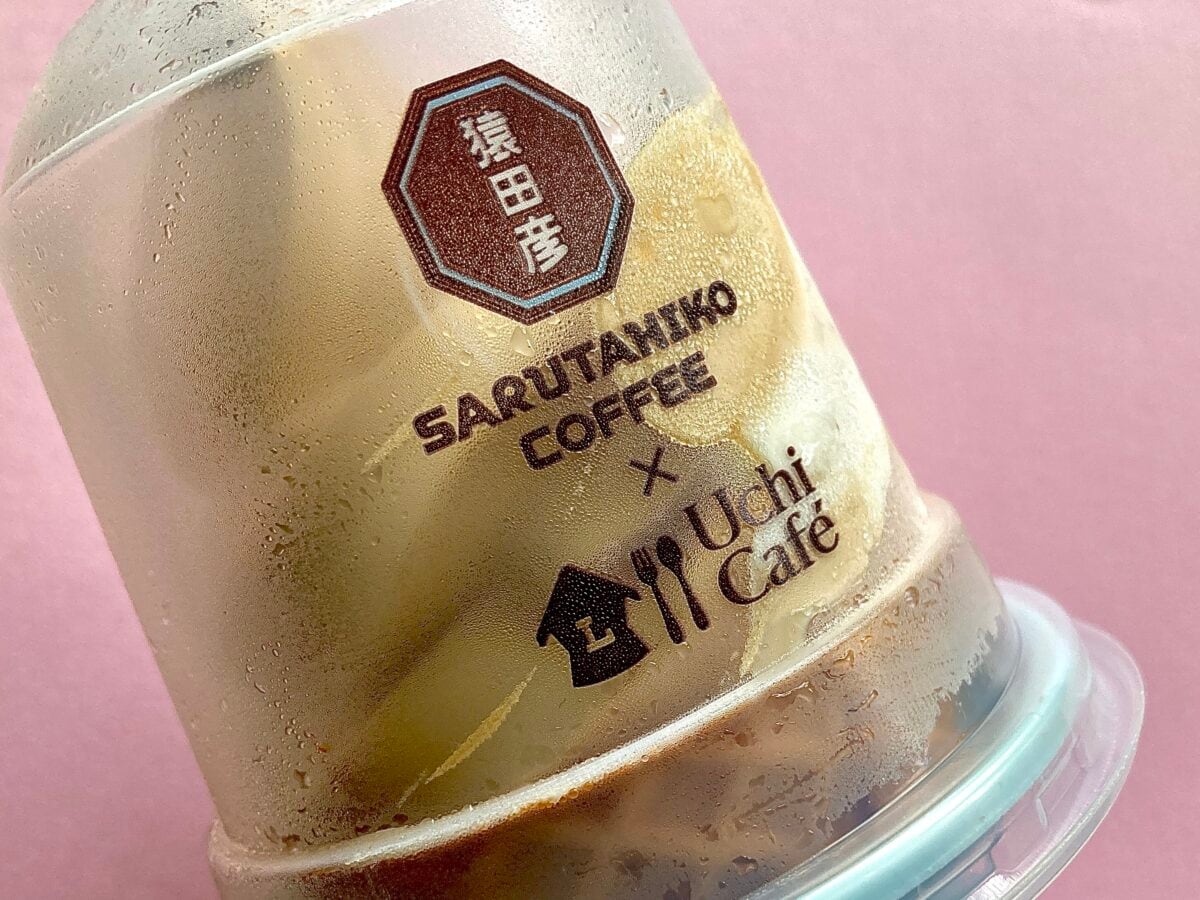 猿田彦
SARUTAHIKO
COFFEE
×
Uchi
Café
L